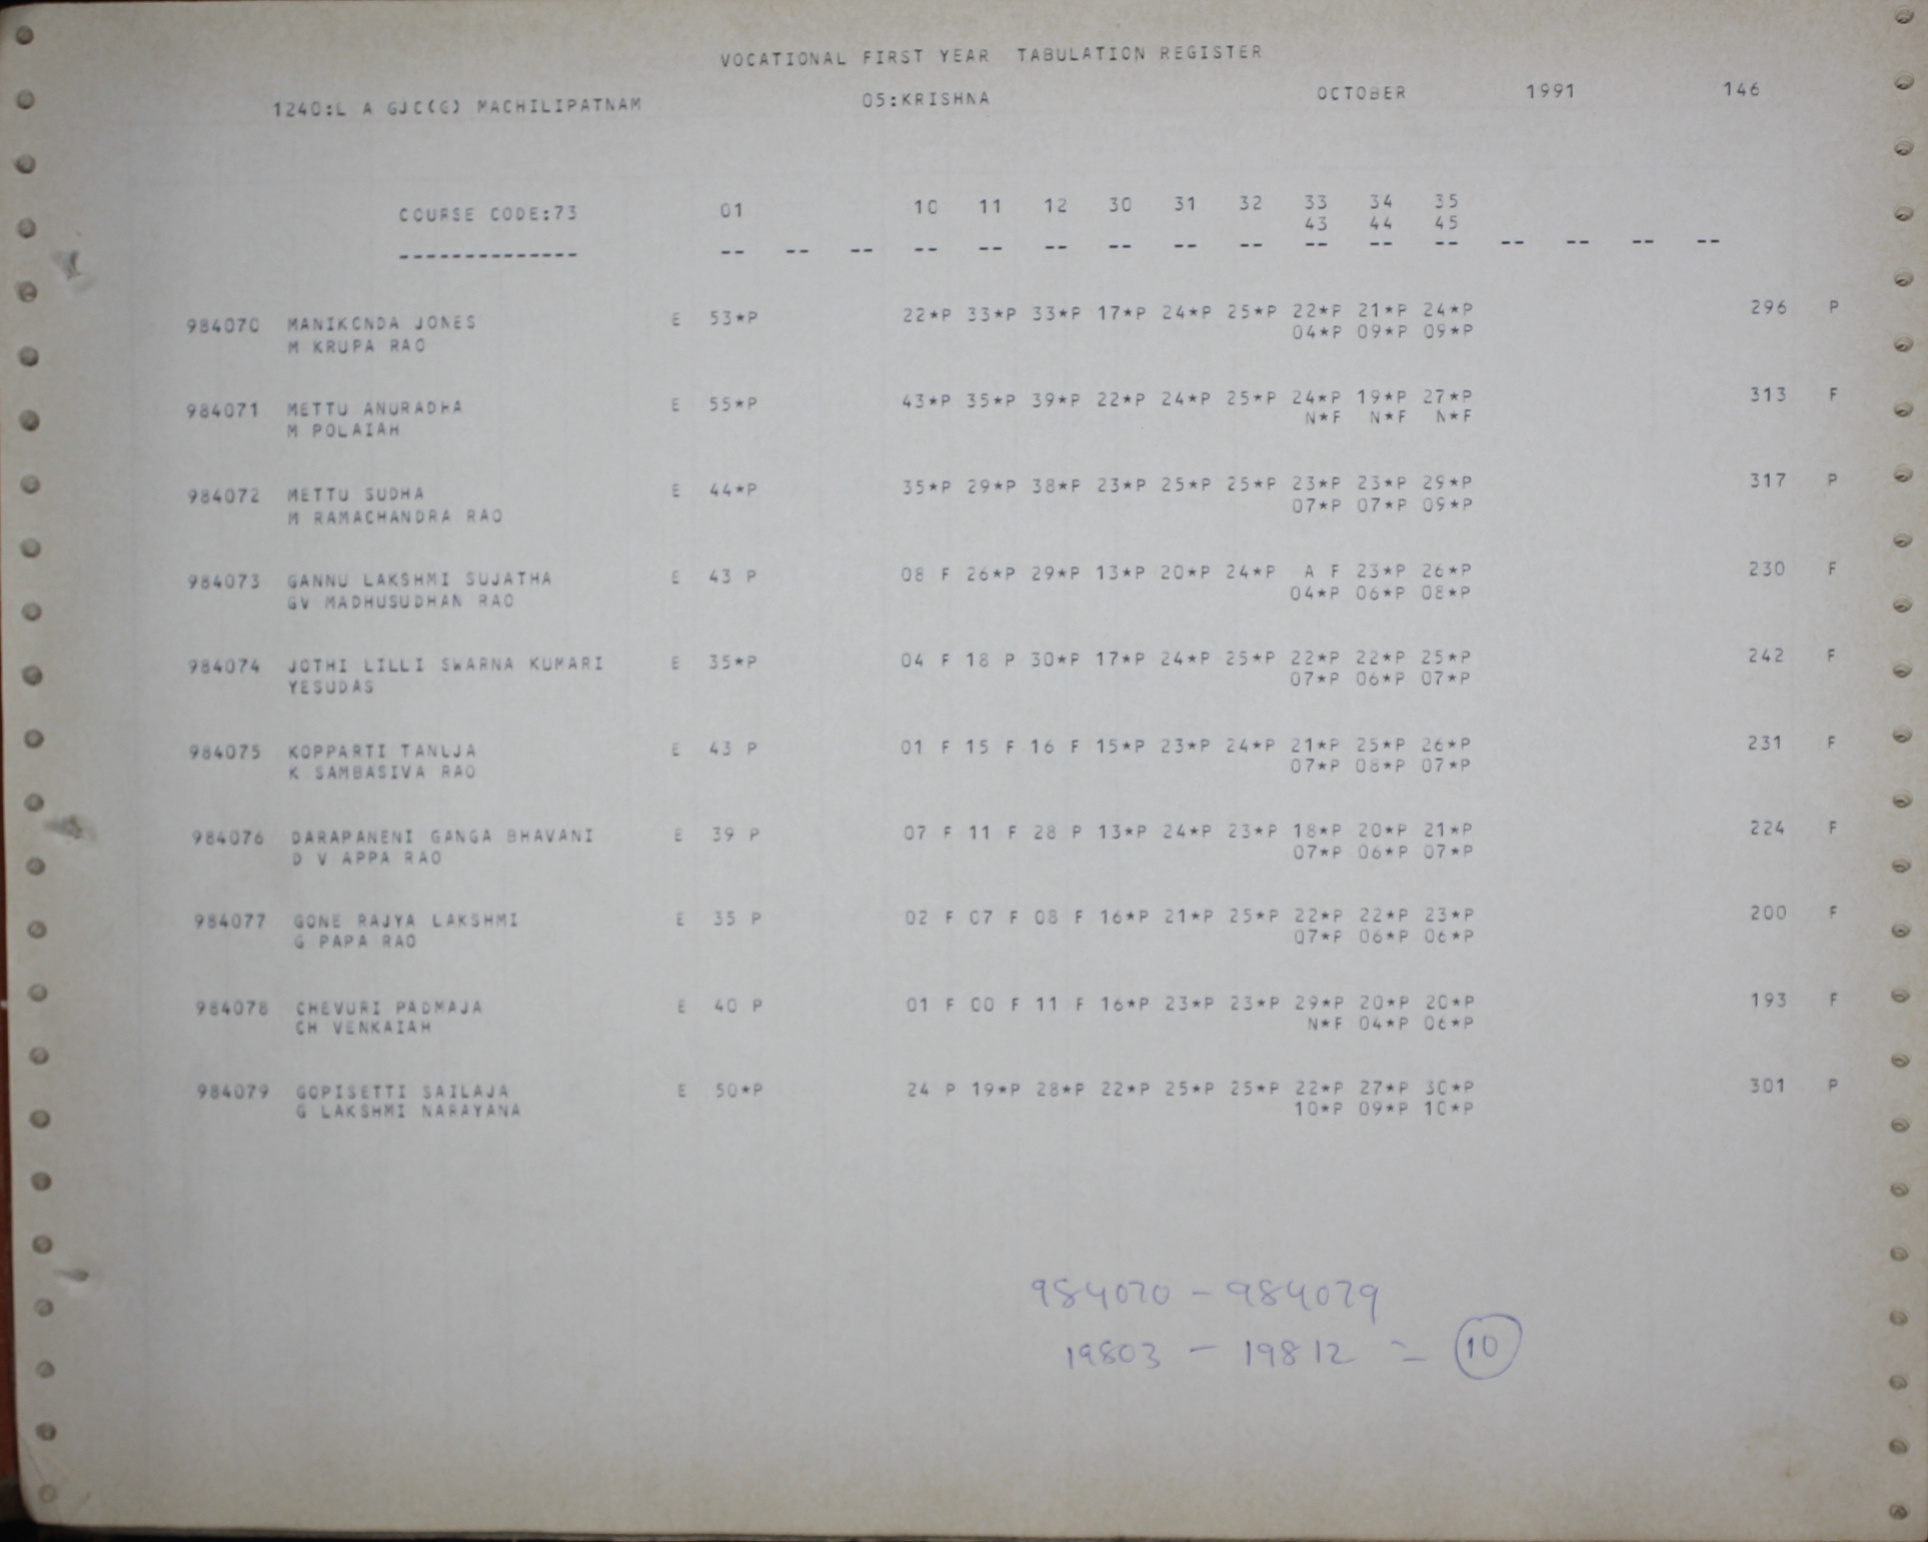 VOCATIONAL FIRST YEAR TABULATION REGISTER
1240:L A GJC(G) MACHILIPATNAM 05:KRISHNA OCTOBER 1991 146
COURSE CODE:73 01 10 11 12 30 31 32 33 34 35
43 44 45
-------------- -- -- -- -- -- -- -- -- -- -- -- -- -- -- -- --
984070 MANIKONDA JONES E 53*P 22*P 33*P 33*P 17*P 24*P 25*P 22*P 21*P 24*P 296 P
M KRUPA RAO 04*P 09*P 09*P
984071 METTU ANURADHA E 55*P 43*P 35*P 39*P 22*P 24*P 25*P 24*P 19*P 27*P 313 F
M POLAIAH N*F N*F N*F
984072 METTU SUDHA E 44*P 35*P 29*P 38*P 23*P 25*P 25*P 23*P 23*P 29*P 317 P
M RAMACHANDRA RAO 07*P 07*P 09*P
984073 GANNU LAKSHMI SUJATHA E 43 P 08 F 26*P 29*P 13*P 20*P 24*P A F 23*P 26*P 230 F
GV MADHUSUDHAN RAO 04*P 06*P 08*P
984074 JOTHI LILLI SWARNA KUMARI E 35*P 04 F 18 P 30*P 17*P 24*P 25*P 22*P 22*P 25*P 242 F
YESUDAS 07*P 06*P 07*P
984075 KOPPARTI TANUJA E 43 P 01 F 15 F 16 F 15*P 23*P 24*P 21*P 25*P 26*P 231 F
K SAMBASIVA RAO 07*P 08*P 07*P
984076 DARAPANENI GANGA BHAVANI E 39 P 07 F 11 F 28 P 13*P 24*P 23*P 18*P 20*P 21*P 224 F
D V APPA RAO 07*P 06*P 07*P
984077 GONE RAJYA LAKSHMI E 35 P 02 F 07 F 08 F 16*P 21*P 25*P 22*P 22*P 23*P 200 F
G PAPA RAO 07*P 06*P 06*P
984078 CHEVURI PADMAJA E 40 P 01 F 00 F 11 F 16*P 23*P 23*P 29*P 20*P 20*P 193 F
CH VENKAIAH N*F 04*P 06*P
984079 GOPISETTI SAILAJA E 50*P 24 P 19*P 28*P 22*P 25*P 25*P 22*P 27*P 30*P 301 P
G LAKSHMI NARAYANA 10*P 09*P 10*P
984070 - 984079
19803 - 19812 = 10